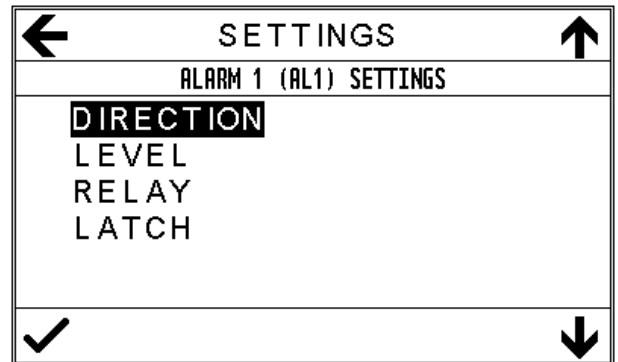 SETTINGS
ALARM 1 (AL1) SETTINGS
DIRECTION
LEVEL
RELAY
LATCH